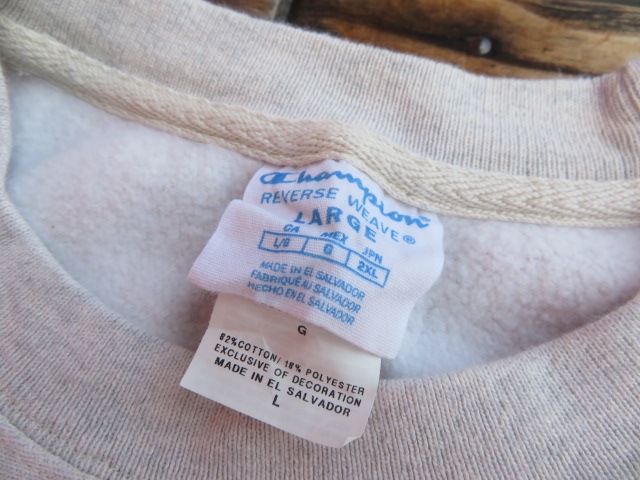 Champion
REVERSE WEAVE®
LARGE
CA MEX JPN
L/G G 2XL
MADE IN EL SALVADOR
FABRIQUÉ AU SALVADOR
HECHO EN EL SALVADOR
G
82%COTTON/ 18% POLYESTER
EXCLUSIVE OF DECORATION
MADE IN EL SALVADOR
L